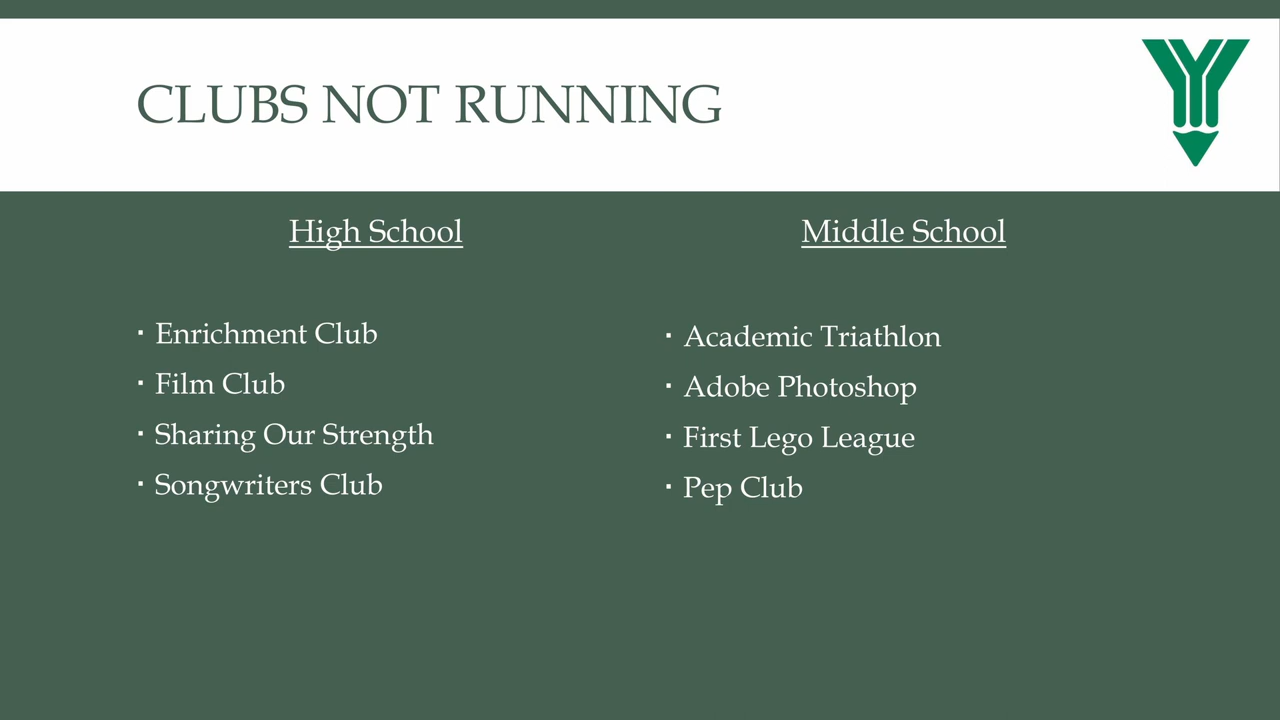 CLUBS NOT RUNNING
High School
Enrichment Club
Film Club
Sharing Our Strength
Songwriters Club
Middle School
Academic Triathlon
Adobe Photoshop
First Lego League
Pep Club